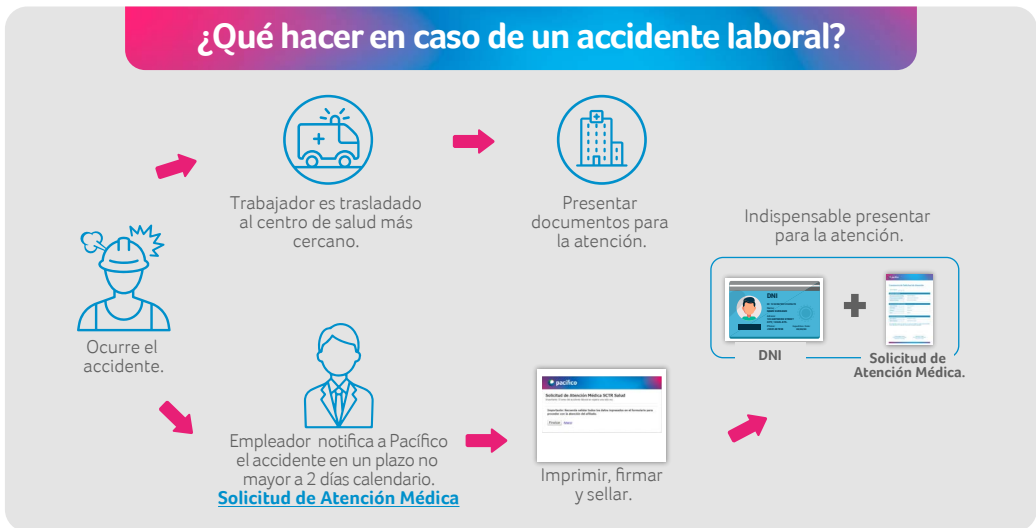 ¿Qué hacer en caso de un accidente laboral?
Trabajador es trasladado
al centro de salud más
cercano.
Presentar
documentos para
la atención.
Indispensable presentar
para la atención.
DNI
DNI
Solicitud de
Atención Médica.
Ocurre el
accidente.
Empleador notifica a Pacífico
el accidente en un plazo no
mayor a 2 días calendario.
Solicitud de Atención Médica
pacífico
Solicitud de Atención Médica SCTR Salud
Finalizar
Imprimir, firmar
y sellar.